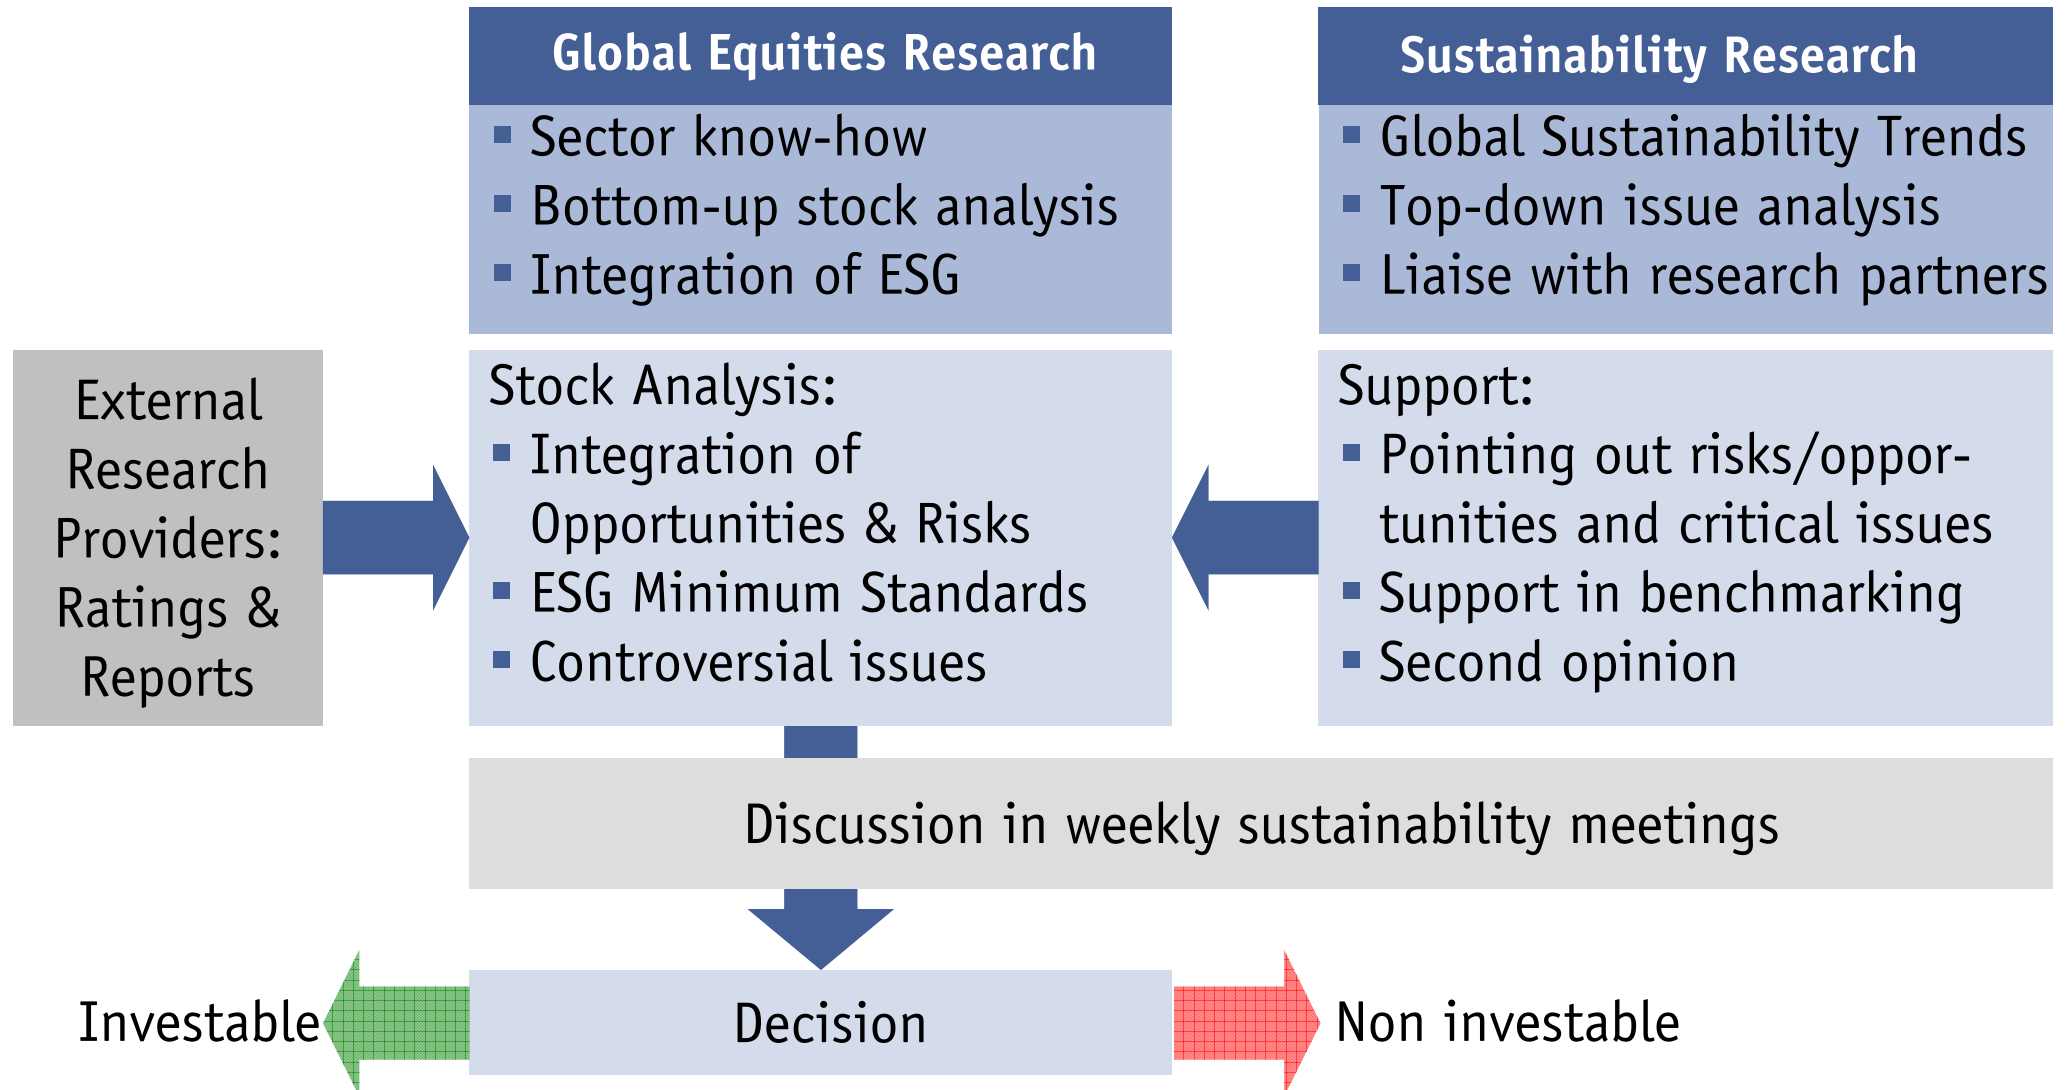 Global Equities Research
Sector know-how
Bottom-up stock analysis
Integration of ESG
Sustainability Research
Global Sustainability Trends
Top-down issue analysis
Liaise with research partners
External
Research
Providers:
Ratings &
Reports
Stock Analysis:
Integration of
Opportunities & Risks
ESG Minimum Standards
Controversial issues
Support:
Pointing out risks/oppor-
tunities and critical issues
Support in benchmarking
Second opinion
Discussion in weekly sustainability meetings
Investable
Decision
Non investable